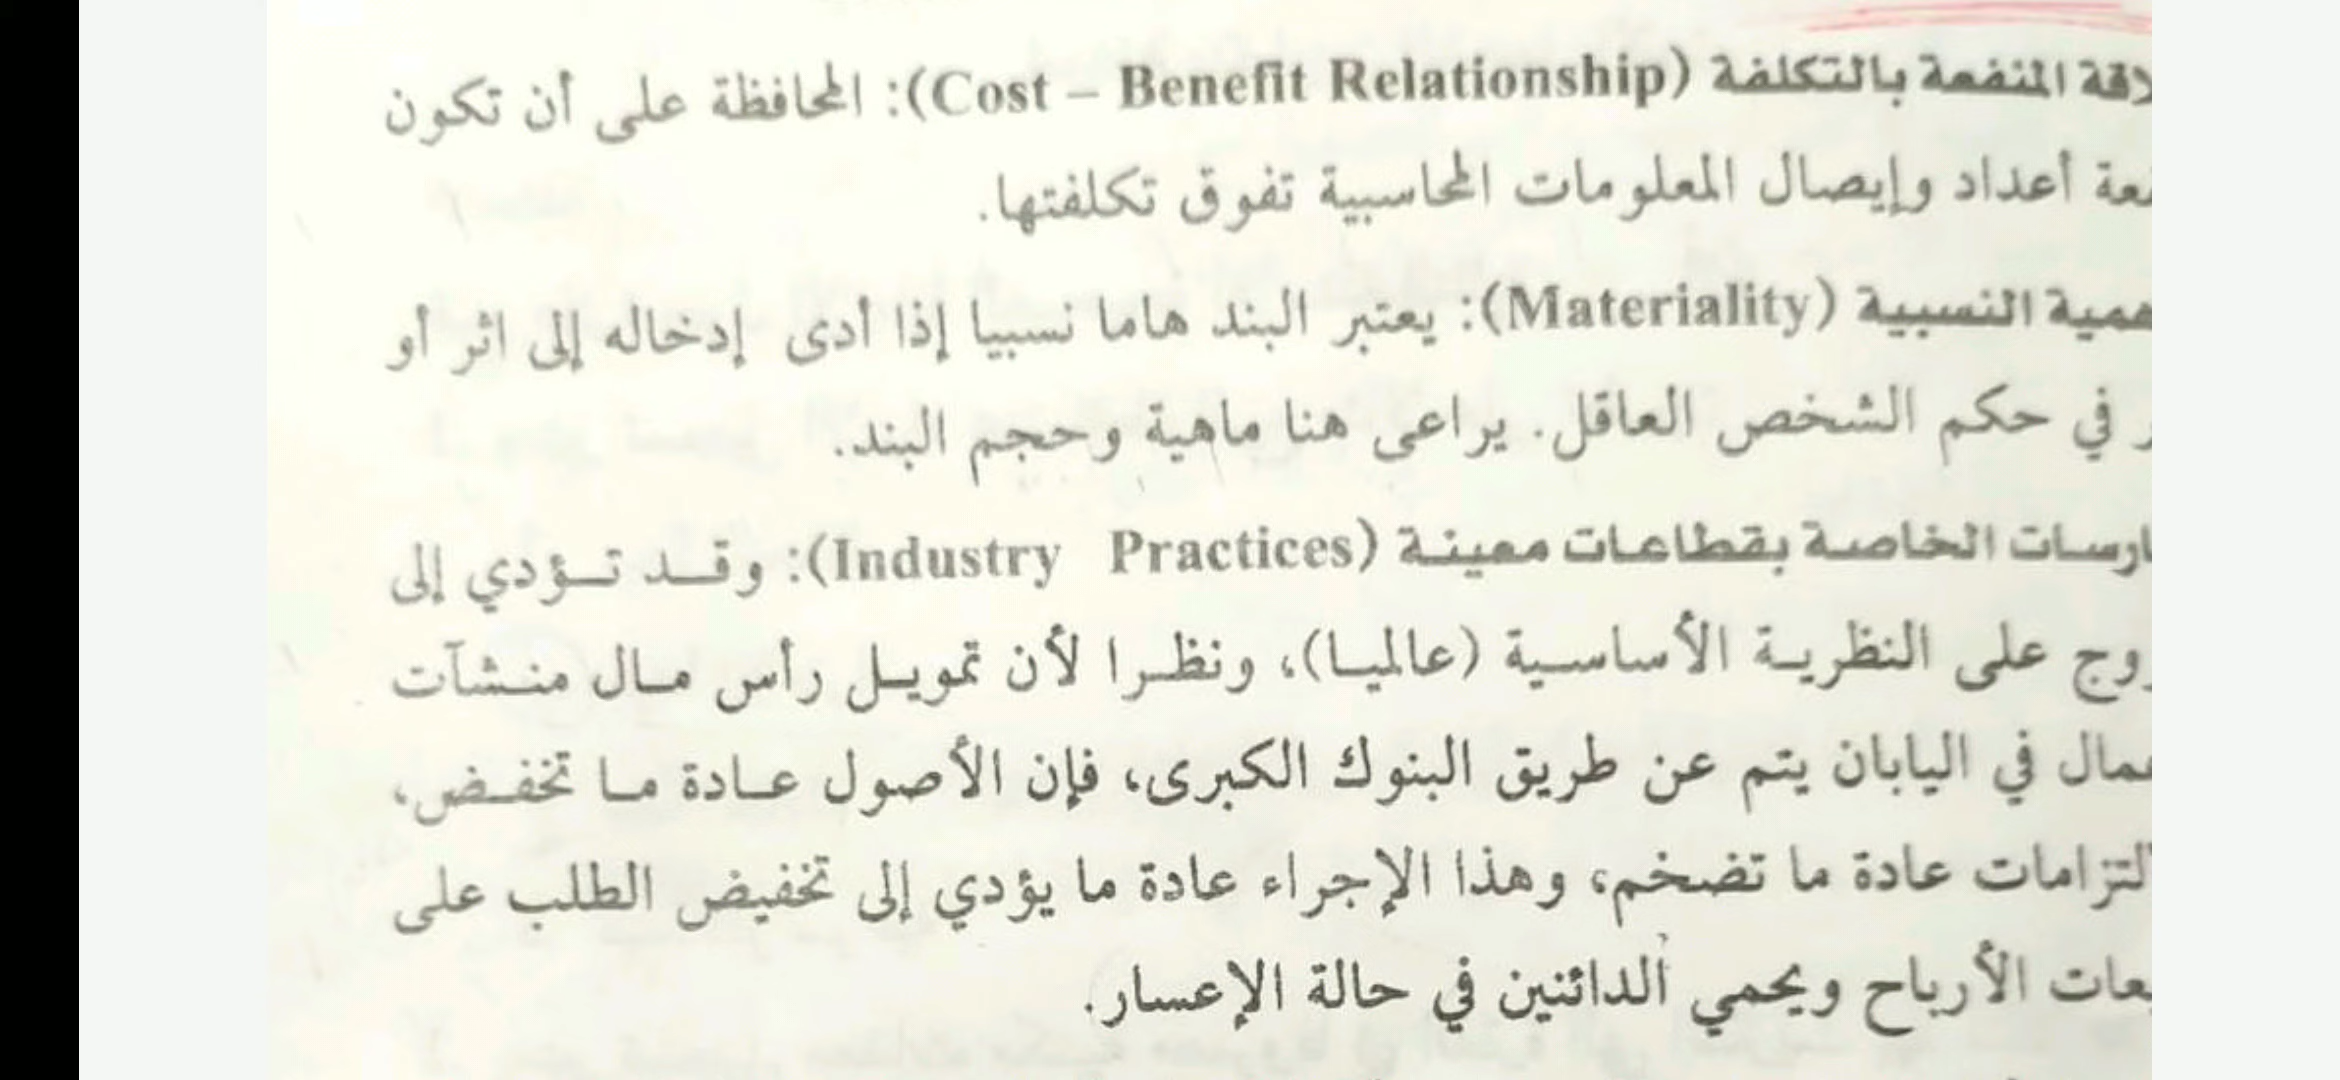 لاقة المنفعة بالتكلفة (Cost – Benefit Relationship): المحافظة على أن تكون
أعداد وإيصال المعلومات المحاسبية تفوق تكلفتها.
النسبية (Materiality): يعتبر البند هاما نسبيا إذا أدى إدخاله إلى اثر أو
في حكم الشخص العاقل. يراعى هنا ماهية وحجم البند.
ارسات الخاصة بقطاعات معينة (Industry Practices): وقد تؤدي إلى
روج على النظرية الأساسية (عالميا)، ونظرا لأن تمويل رأس مال منشآت
عمال في اليابان يتم عن طريق البنوك الكبرى، فإن الأصول عادة ما تخفض،
لتزامات عادة ما تضخم، وهذا الإجراء عادة ما يؤدي إلى تخفيض الطلب على
الأرباح ويحمي الدائنين في حالة الإعسار.